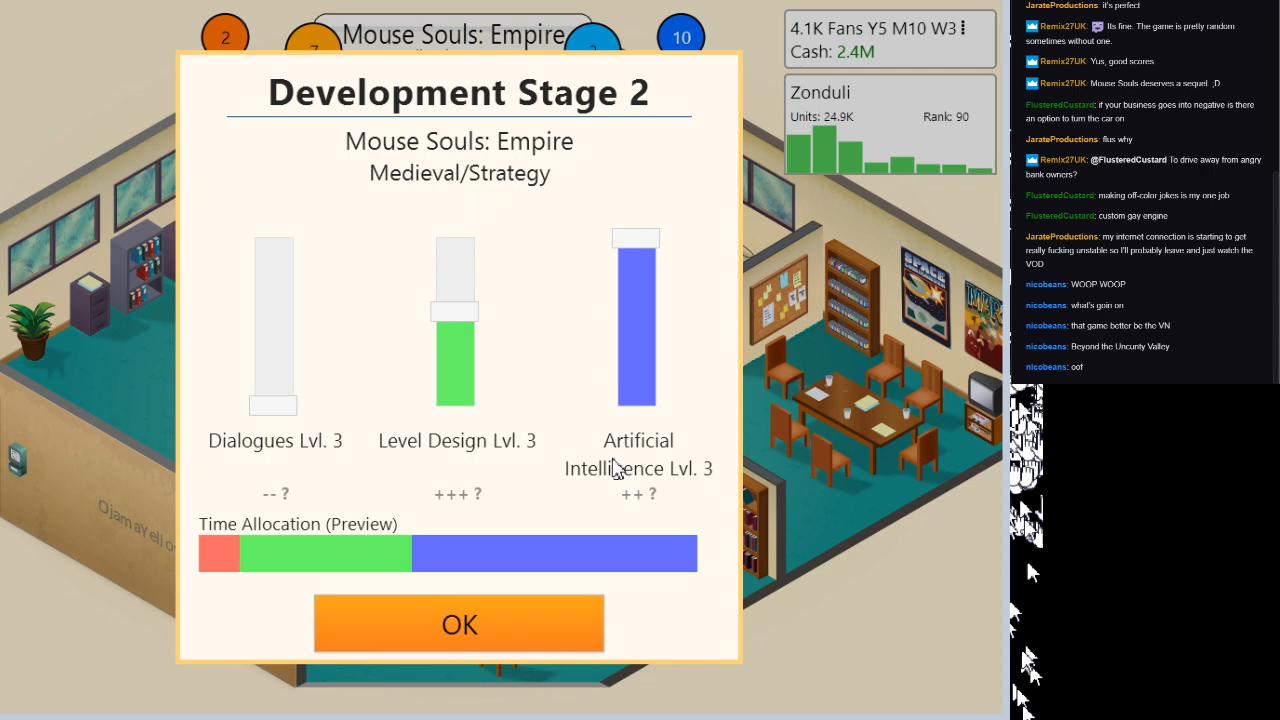 2
7
Mouse Souls: Empire
10
4.1K Fans Y5 M10 W3
Cash: 2.4M
Zonduli
Units: 24.9K Rank: 90
Development Stage 2
Mouse Souls: Empire
Medieval/Strategy
Dialogues Lvl. 3
Level Design Lvl. 3
Artificial
Intelligence Lvl. 3
-- ?
+++ ?
++ ?
Time Allocation (Preview)
OK
SPACE
JarateProductions: it's perfect
Remix27UK: Its fine. The game is pretty random
sometimes without one.
Remix27UK: Yus, good scores
Remix27UK: Mouse Souls deserves a sequel. ;D
FlusteredCustard: if your business goes into negative is there
an option to turn the car on
JarateProductions: flus why
Remix27UK: @FlusteredCustard To drive away from angry
bank owners?
FlusteredCustard: making off-color jokes is my one job
FlusteredCustard: custom gay engine
JarateProductions: my internet connection is starting to get
really fucking unstable so I'll probably leave and just watch the
VOD
nicobeans: WOOP WOOP
nicobeans: what's goin on
nicobeans: that game better be the VN
nicobeans: Beyond the Uncunty Valley
nicobeans: oof